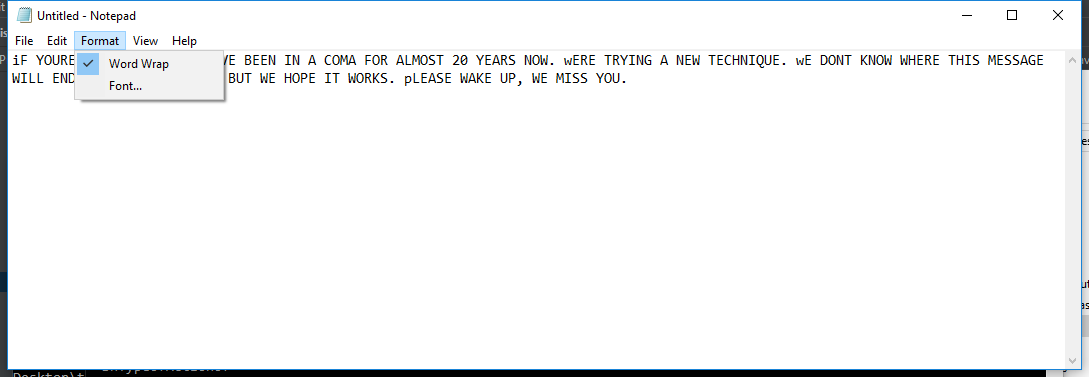 Untitled - Notepad
File Edit Format View Help
iF YOURE VE BEEN IN A COMA FOR ALMOST 20 YEARS NOW. wERE TRYING A NEW TECHNIQUE. wE DONT KNOW WHERE THIS MESSAGE
Word Wrap
WILL END BUT WE HOPE IT WORKS. pLEASE WAKE UP, WE MISS YOU.
Font...